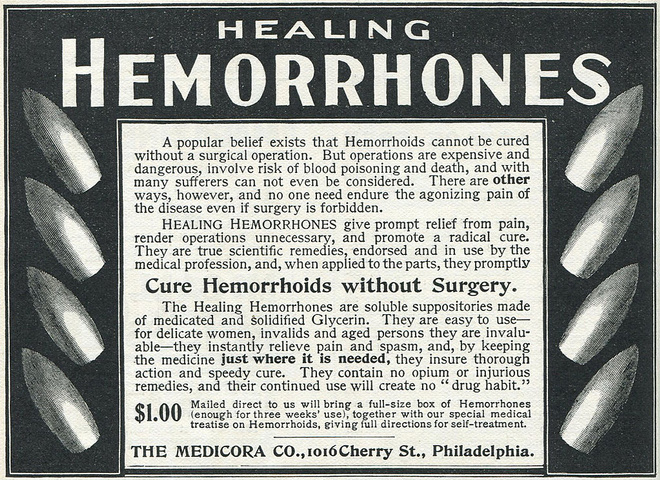 HEALING
HEMORRHONES
A popular belief exists that Hemorrhoids cannot be cured
without a surgical operation. But operations are expensive and
dangerous, involve risk of blood poisoning and death, and with
many sufferers can not even be considered. There are other
ways, however, and no one need endure the agonizing pain of
the disease even if surgery is forbidden.
HEALING HEMORRHONES give prompt relief from pain,
render operations unnecessary, and promote a radical cure.
They are true scientific remedies, endorsed and in use by the
medical profession, and, when applied to the parts, they promptly
Cure Hemorrhoids without Surgery.
The Healing Hemorrhones are soluble suppositories made
of medicated and solidified Glycerin. They are easy to use—
for delicate women, invalids and aged persons they are invalu-
able—they instantly relieve pain and spasm, and, by keeping
the medicine just where it is needed, they insure thorough
action and speedy cure. They contain no opium or injurious
remedies, and their continued use will create no "drug habit."
$1.00 Mailed direct to us will bring a full-size box of Hemorrhones
(enough for three weeks' use), together with our special medical
treatise on Hemorrhoids, giving full directions for self-treatment.
THE MEDICORA CO., 1016 Cherry St., Philadelphia.